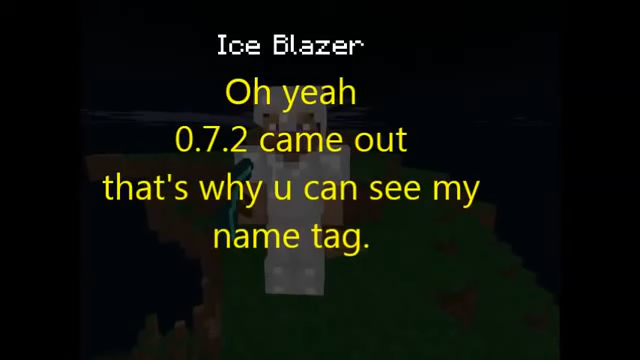 Ice Blazer
Oh yeah
0.7.2 came out
that's why u can see my
name tag.